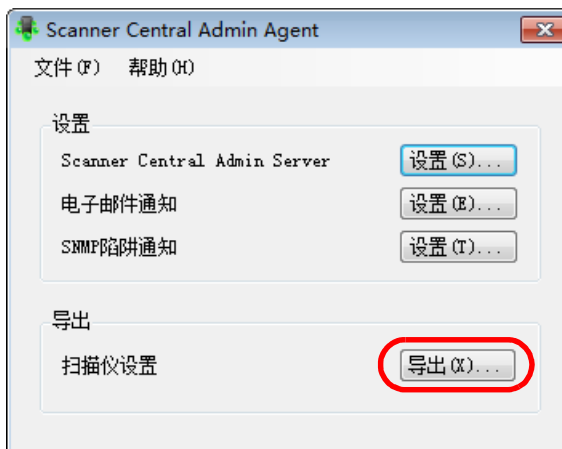 Scanner Central Admin Agent
文件(F) 帮助(H)
设置
Scanner Central Admin Server 设置(S)...
电子邮件通知 设置(E)...
SNMP陷阱通知 设置(T)...
导出
扫描仪设置 导出(X)...